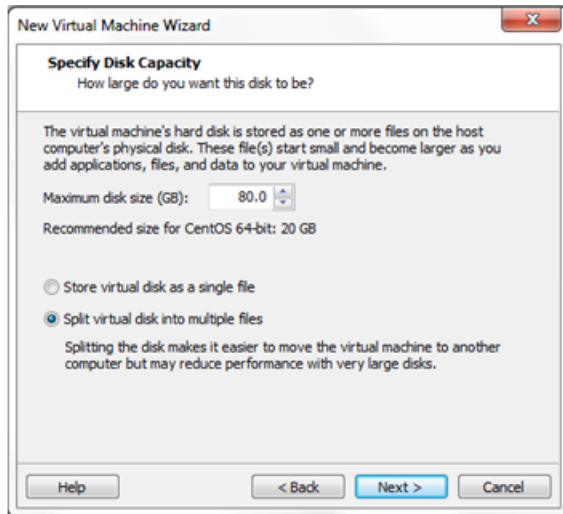 New Virtual Machine Wizard
Specify Disk Capacity
How large do you want this disk to be?
The virtual machine's hard disk is stored as one or more files on the host
computer's physical disk. These file(s) start small and become larger as you
add applications, files, and data to your virtual machine.
Maximum disk size (GB): 80.0
Recommended size for CentOS 64-bit: 20 GB
Store virtual disk as a single file
Split virtual disk into multiple files
Splitting the disk makes it easier to move the virtual machine to another
computer but may reduce performance with very large disks.
Help < Back Next > Cancel